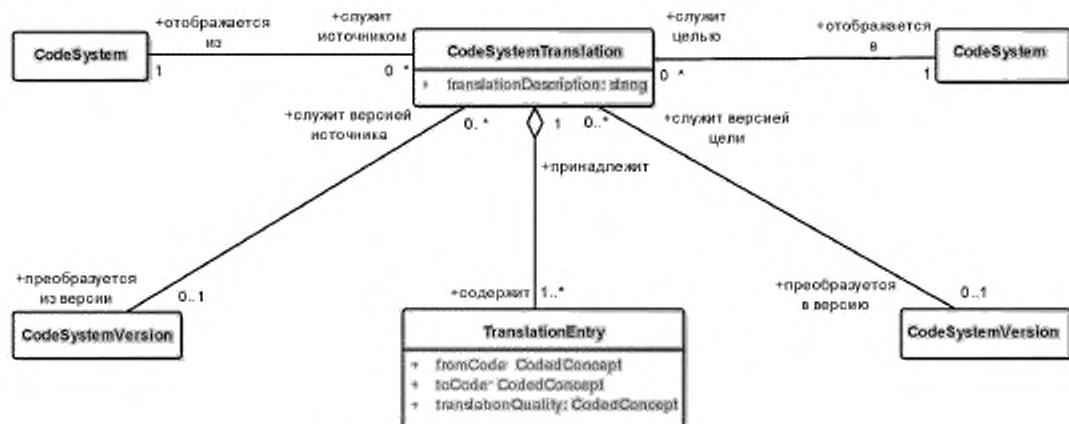 +отображается
из
+служит
источником
+служит
целью
+отображается
в
CodeSystem
CodeSystemTranslation
CodeSystem
1
0 *
+ translationDescription: string
0 *
1
+служит версией
источника
0..*
1
0..*
+служит версией
цели
+принадлежит
+преобразуется
из версии
0..1
+содержит
1..*
+преобразуется
в версию
0..1
CodeSystemVersion
TranslationEntry
CodeSystemVersion
+ fromCode: CodedConcept
+ toCode: CodedConcept
+ translationQuality: CodedConcept